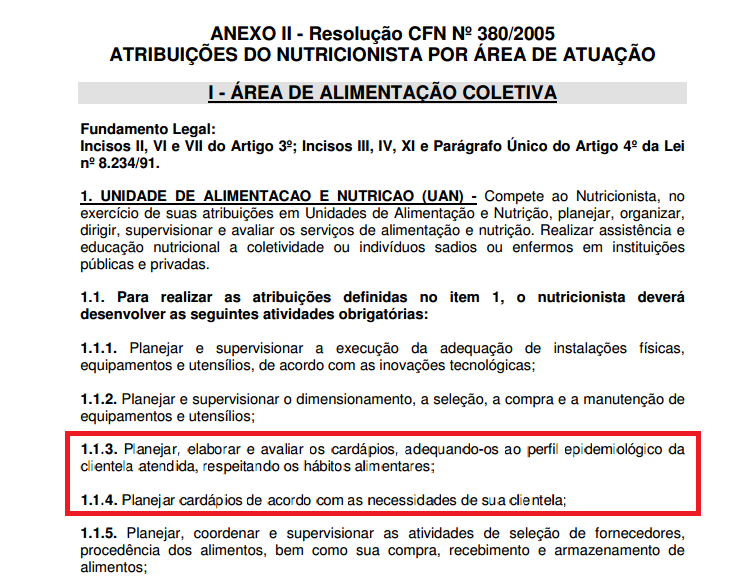 ANEXO II - Resolução CFN Nº 380/2005
ATRIBUIÇÕES DO NUTRICIONISTA POR ÁREA DE ATUAÇÃO
I - ÁREA DE ALIMENTAÇÃO COLETIVA
Fundamento Legal:
Incisos II, VI e VII do Artigo 3º; Incisos III, IV, XI e Parágrafo Único do Artigo 4º da Lei
nº 8.234/91.
1. UNIDADE DE ALIMENTACAO E NUTRICAO (UAN) - Compete ao Nutricionista, no
exercício de suas atribuições em Unidades de Alimentação e Nutrição, planejar, organizar,
dirigir, supervisionar e avaliar os serviços de alimentação e nutrição. Realizar assistência e
educação nutricional a coletividade ou indivíduos sadios ou enfermos em instituições
públicas e privadas.
1.1. Para realizar as atribuições definidas no item 1, o nutricionista deverá
desenvolver as seguintes atividades obrigatórias:
1.1.1. Planejar e supervisionar a execução da adequação de instalações físicas,
equipamentos e utensílios, de acordo com as inovações tecnológicas;
1.1.2. Planejar e supervisionar o dimensionamento, a seleção, a compra e a manutenção de
equipamentos e utensílios;
1.1.3. Planejar, elaborar e avaliar os cardápios, adequando-os ao perfil epidemiológico da
clientela atendida, respeitando os hábitos alimentares;
1.1.4. Planejar cardápios de acordo com as necessidades de sua clientela;
1.1.5. Planejar, coordenar e supervisionar as atividades de seleção de fornecedores,
procedência dos alimentos, bem como sua compra, recebimento e armazenamento de
alimentos;